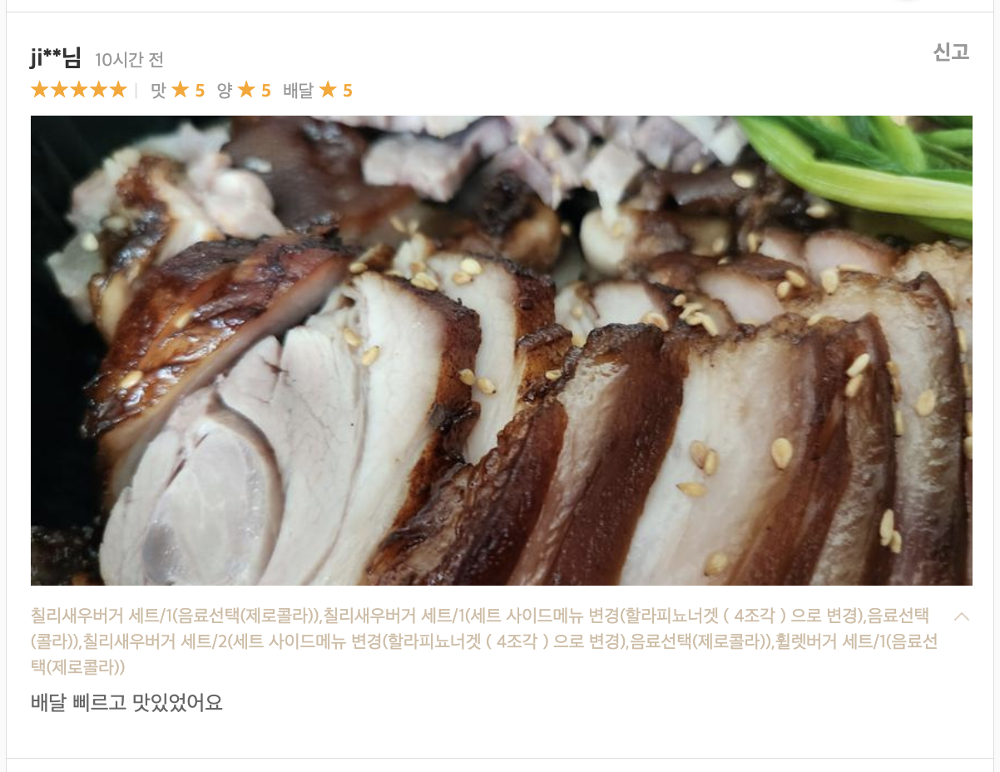 ji**님 10시간 전 신고
★★★★★ | 맛 ★ 5 양 ★ 5 배달 ★ 5
칠리새우버거 세트/1(음료선택(제로콜라)),칠리새우버거 세트/1(세트 사이드메뉴 변경(할라피뇨너겟 ( 4조각 ) 으로 변경),음료선택
(콜라)),칠리새우버거 세트/2(세트 사이드메뉴 변경(할라피뇨너겟 ( 4조각 ) 으로 변경),음료선택(제로콜라)),휠렛버거 세트/1(음료선
택(제로콜라))
배달 삐르고 맛있었어요